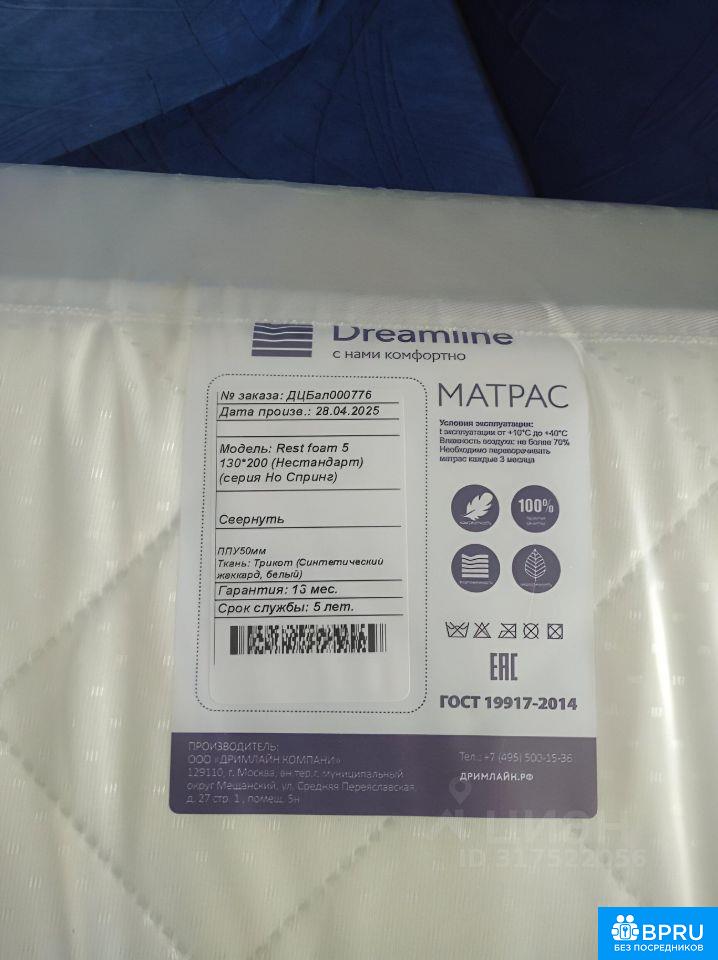 Dreamline
с нами комфортно
№ заказа: ДЦБал000776
Дата произв.: 28.04.2025
Модель: Rest foam 5
130*200 (Нестандарт)
(серия Но Спринг)
Свернуть
ППУ50мм
Ткань: Трикот (Синтетический
жаккард, белый)
Гарантия: 18 мес.
Срок службы: 5 лет.
МАТРАС
Условия эксплуатации:
t эксплуатации от +10°С до +40°С
Влажность воздуха: не более 70%
Необходимо переворачивать
матрас каждые 3 месяца
100%
ЕАС
ГОСТ 19917-2014
ПРОИЗВОДИТЕЛЬ:
ООО «ДРИМЛАЙН КОМПАНИ»
129110, г. Москва, вн.тер.г. муниципальный
округ Мещанский, ул. Средняя Переяславская,
д. 27 стр. 1, помещ. 5н
Тел.: +7 (495) 500-15-36
ДРИМЛАЙН.РФ
циан
ID 317522056
BPRU
БЕЗ ПОСРЕДНИКОВ